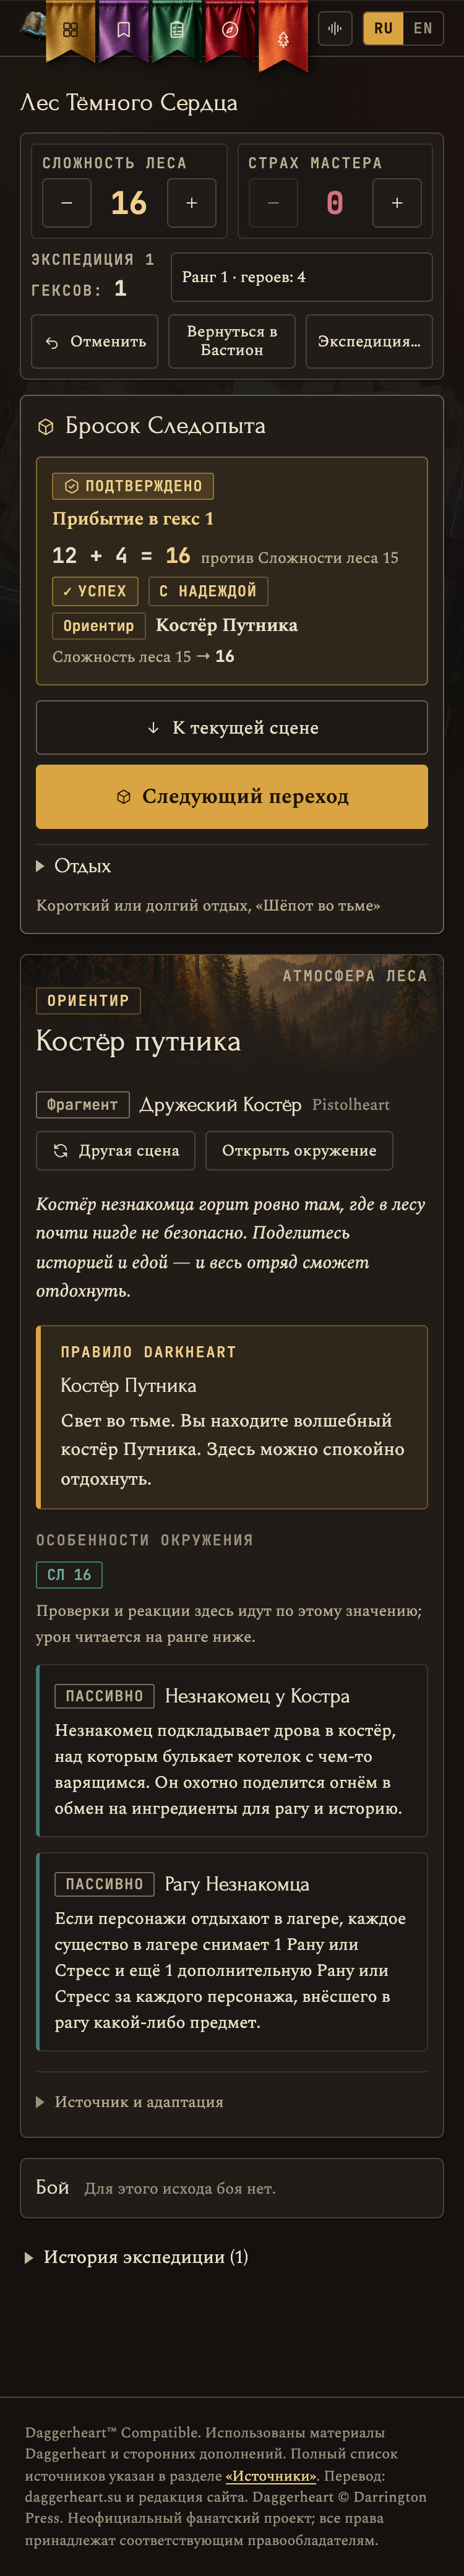 RU EN
Лес Тёмного Сердца
СЛОЖНОСТЬ ЛЕСА
− 16 +
СТРАХ МАСТЕРА
− 0 +
ЭКСПЕДИЦИЯ 1
ГЕКСОВ: 1
Ранг 1 · героев: 4
Отменить
Вернуться в
Бастион
Экспедиция…
Бросок Следопыта
ПОДТВЕРЖДЕНО
Прибытие в гекс 1
12 + 4 = 16 против Сложности леса 15
✓ УСПЕХ
С НАДЕЖДОЙ
Ориентир Костёр Путника
Сложность леса 15 → 16
↓ К текущей сцене
Следующий переход
Отдых
Короткий или долгий отдых, «Шёпот во тьме»
АТМОСФЕРА ЛЕСА
ОРИЕНТИР
Костёр путника
Фрагмент Дружеский Костёр Pistolheart
Другая сцена
Открыть окружение
Костёр незнакомца горит ровно там, где в лесу
почти нигде не безопасно. Поделитесь
историей и едой — и весь отряд сможет
отдохнуть.
ПРАВИЛО DARKHEART
Костёр Путника
Свет во тьме. Вы находите волшебный
костёр Путника. Здесь можно спокойно
отдохнуть.
ОСОБЕННОСТИ ОКРУЖЕНИЯ
СЛ 16
Проверки и реакции здесь идут по этому значению;
урон читается на ранге ниже.
ПАССИВНО Незнакомец у Костра
Незнакомец подкладывает дрова в костёр,
над которым булькает котелок с чем-то
варящимся. Он охотно поделится огнём в
обмен на ингредиенты для рагу и историю.
ПАССИВНО Рагу Незнакомца
Если персонажи отдыхают в лагере, каждое
существо в лагере снимает 1 Рану или
Стресс и ещё 1 дополнительную Рану или
Стресс за каждого персонажа, внёсшего в
рагу какой-либо предмет.
Источник и адаптация
Бой Для этого исхода боя нет.
История экспедиции (1)
Daggerheart™ Compatible. Использованы материалы
Daggerheart и сторонних дополнений. Полный список
источников указан в разделе «Источники». Перевод:
daggerheart.su и редакция сайта. Daggerheart © Darrington
Press. Неофициальный фанатский проект; все права
принадлежат соответствующим правообладателям.